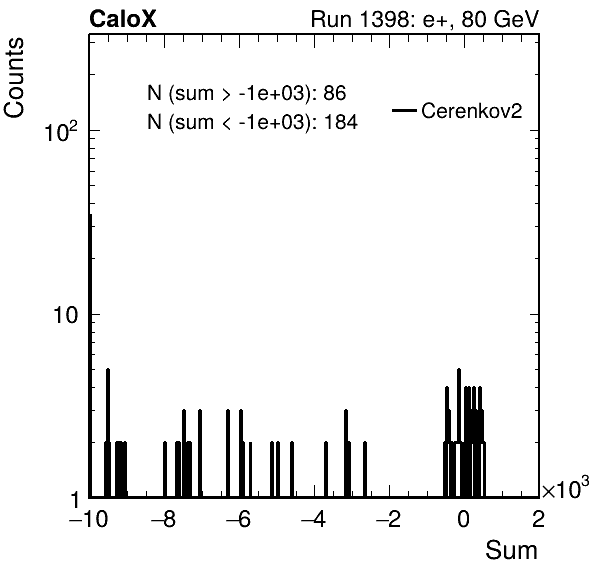 CaloX Run 1398: e+, 80 GeV
Counts
N (sum > -1e+03): 86
N (sum < -1e+03): 184
Cerenkov2
10²
10
1
−10 −8 −6 −4 −2 0 2
×10³
Sum